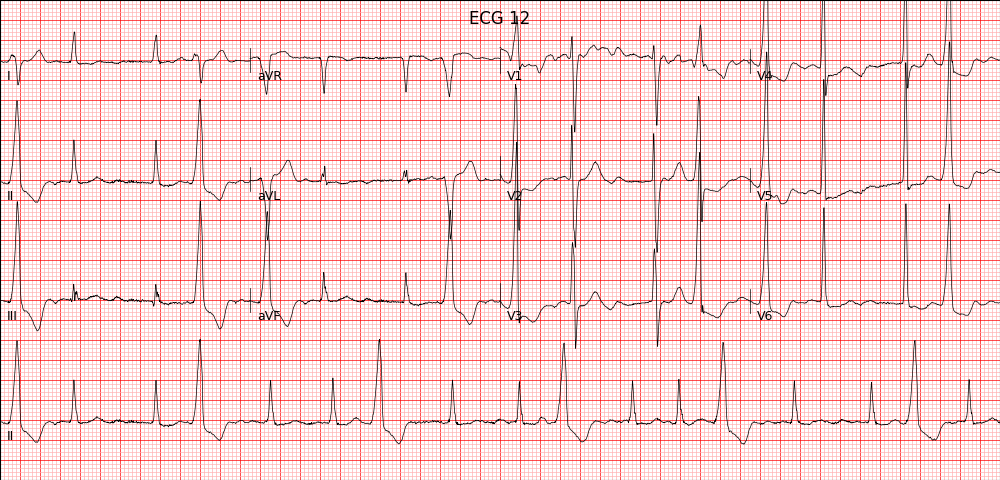 ECG 12
I aVR V1 V4
II aVL V2 V5
III aVF V3 V6
II